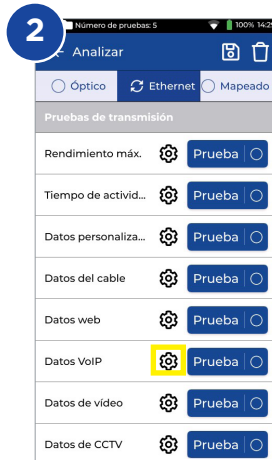 2
Número de pruebas: 5
100% 14:25
Analizar
Óptico
Ethernet
Mapeado
Pruebas de transmisión
Rendimiento máx.
Prueba
Tiempo de activid...
Prueba
Datos personaliza...
Prueba
Datos del cable
Prueba
Datos web
Prueba
Datos VoIP
Prueba
Datos de vídeo
Prueba
Datos de CCTV
Prueba